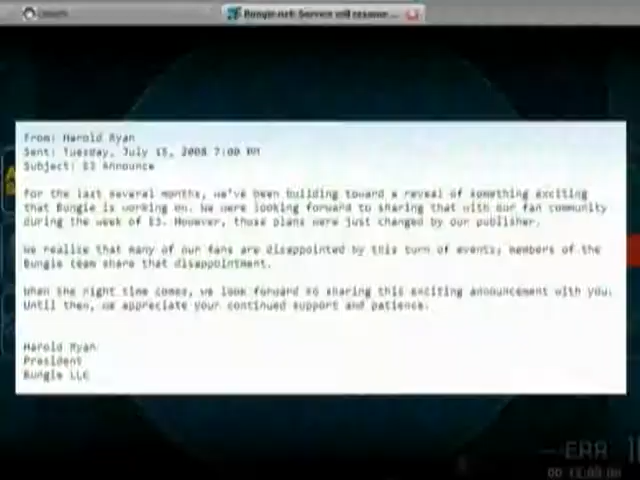 Bungie.net: Server will resume ...
From: Harold Ryan
Sent: Tuesday, July 15, 2008 7:00 PM
Subject: E3 Announce
For the last several months, we've been building toward a reveal of something exciting
that Bungie is working on. We were looking forward to sharing that with our fan community
during the week of E3. However, those plans were just changed by our publisher.
We realize that many of our fans are disappointed by this turn of events, members of the
Bungie team share that disappointment.
When the right time comes, we look forward to sharing this exciting announcement with you.
Until then, we appreciate your continued support and patience.
Harold Ryan
President
Bungie LLC
ERR